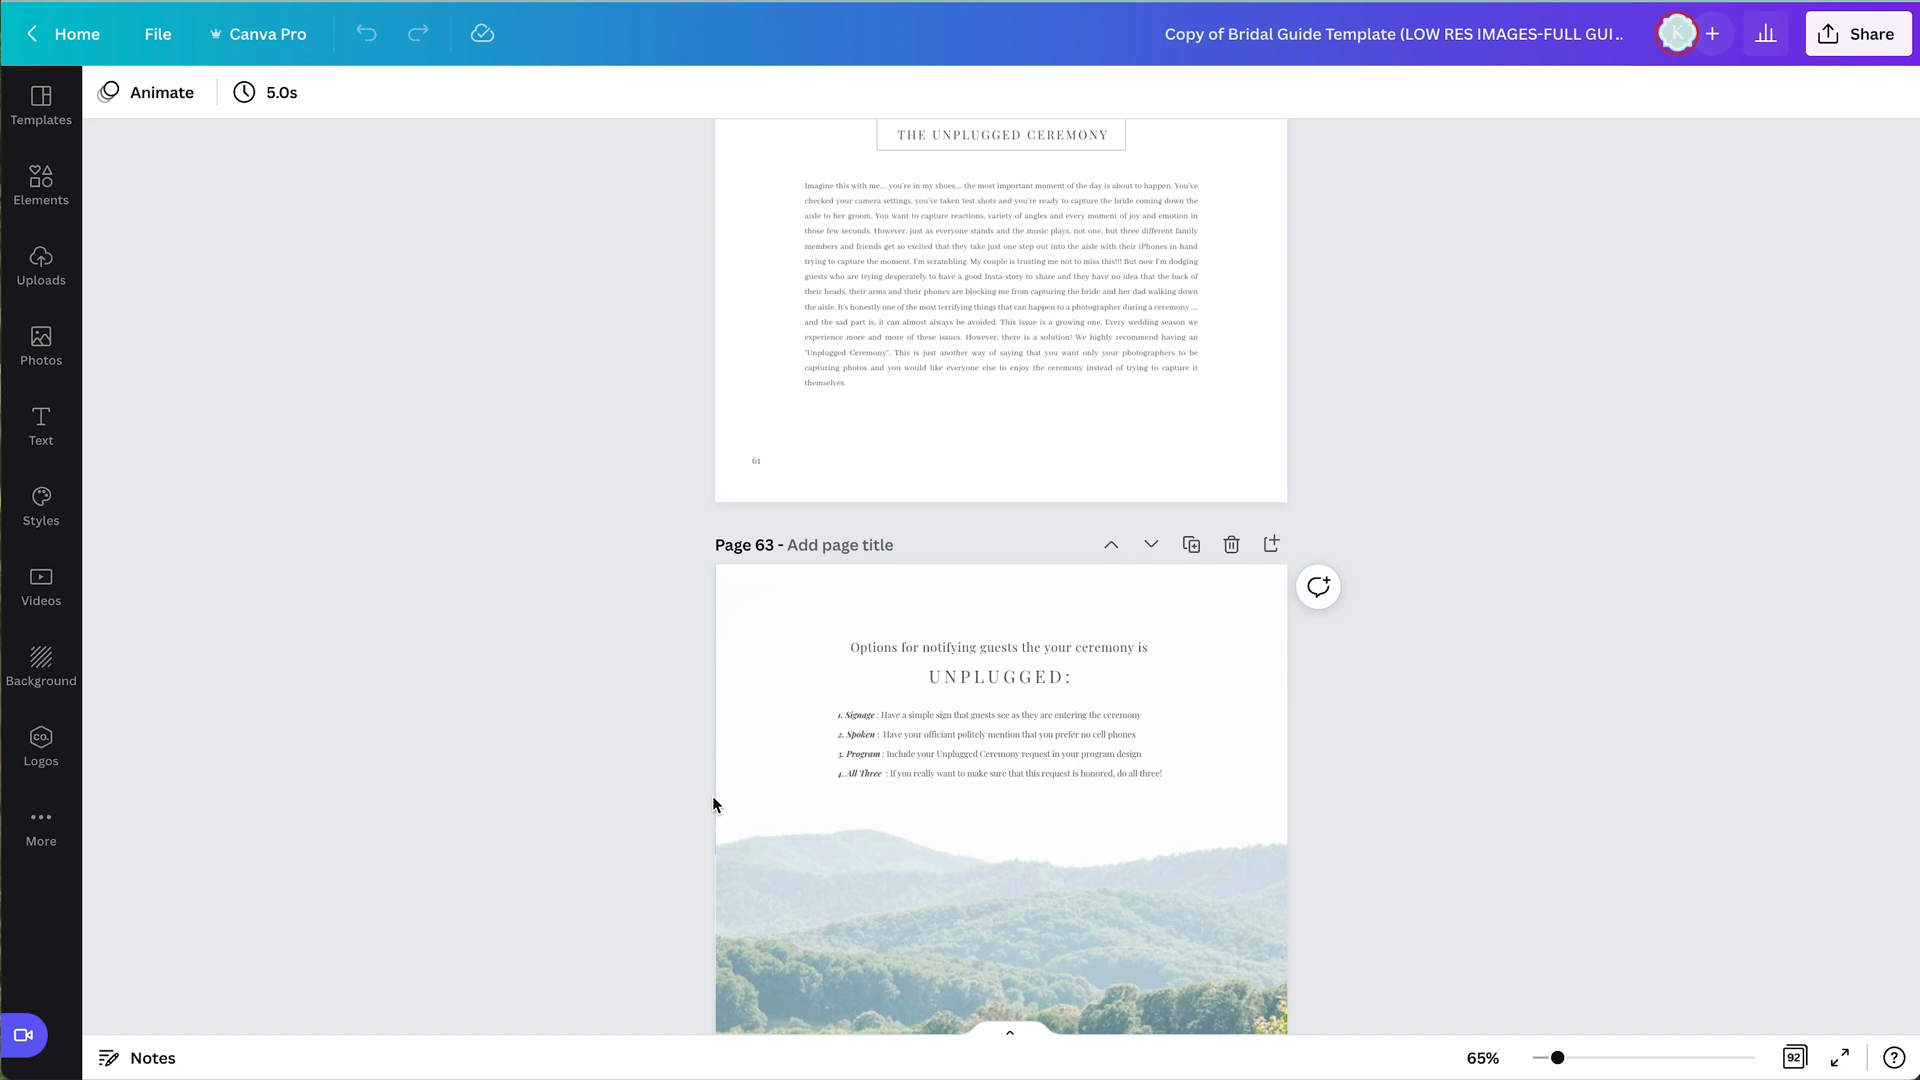 Home
File
Canva Pro
Copy of Bridal Guide Template (LOW RES IMAGES-FULL GUI..
K
Share
Animate
5.0s
Templates
Elements
Uploads
Photos
Text
Styles
Videos
Background
CO.
Logos
More
THE UNPLUGGED CEREMONY
Imagine this with me... you're in my shoes... the most important moment of the day is about to happen. You've
checked your camera settings, you've taken test shots and you're ready to capture the bride coming down the
aisle to her groom. You want to capture reactions, variety of angles and every moment of joy and emotion in
those few seconds. However, just as everyone stands and the music plays, not one, but three different family
members and friends get so excited that they take just one step out into the aisle with their iPhones in hand
trying to capture the moment. I'm scrambling. My couple is trusting me not to miss this!!! But now I'm dodging
guests who are trying desperately to have a good Insta-story to share and they have no idea that the back of
their heads, their arms and their phones are blocking me from capturing the bride and her dad walking down
the aisle. It's honestly one of the most terrifying things that can happen to a photographer during a ceremony ...
and the sad part is, it can almost always be avoided. This issue is a growing one. Every wedding season we
experience more and more of these issues. However, there is a solution! We highly recommend having an
"Unplugged Ceremony". This is just another way of saying that you want only your photographers to be
capturing photos and you would like everyone else to enjoy the ceremony instead of trying to capture it
themselves.
61
Page 63 - Add page title
Options for notifying guests the your ceremony is
UNPLUGGED:
1. Signage : Have a simple sign that guests see as they are entering the ceremony
2. Spoken : Have your officiant politely mention that you prefer no cell phones
3. Program : Include your Unplugged Ceremony request in your program design
4. All Three : If you really want to make sure that this request is honored, do all three!
Notes
65%
92